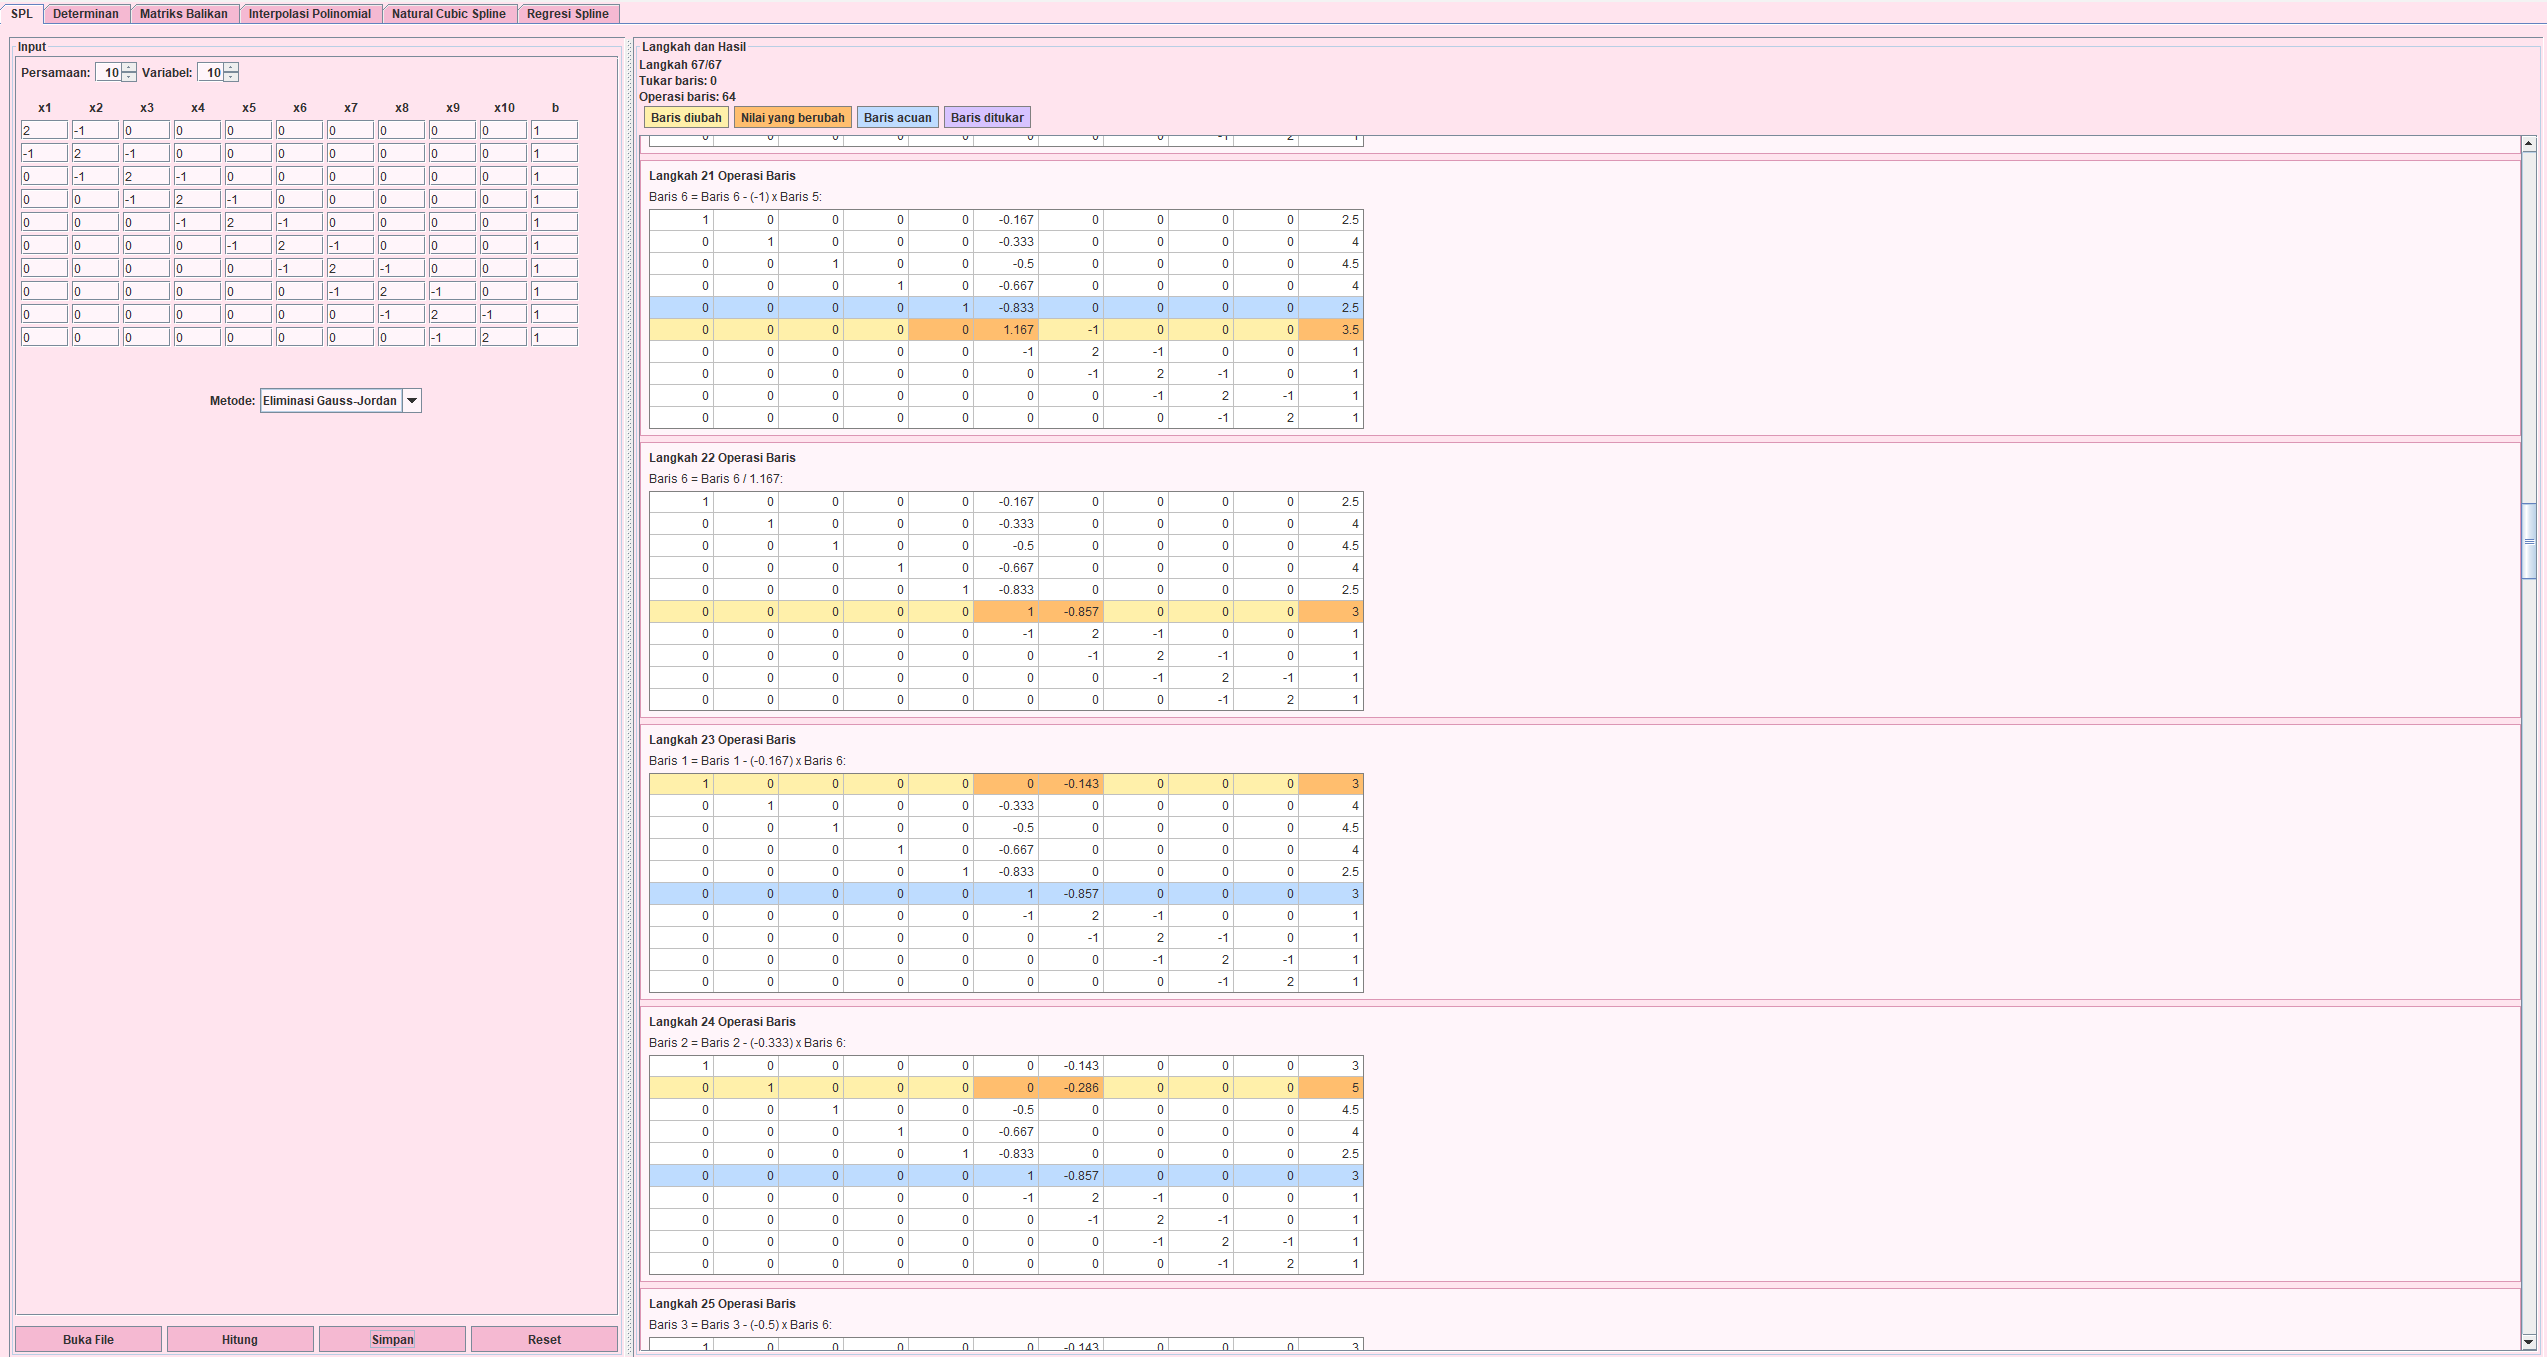 SPL Determinan Matriks Balikan Interpolasi Polinomial Natural Cubic Spline Regresi Spline
Input
Persamaan: 10 Variabel: 10
x1 x2 x3 x4 x5 x6 x7 x8 x9 x10 b
2 -1 0 0 0 0 0 0 0 0 1
-1 2 -1 0 0 0 0 0 0 0 1
0 -1 2 -1 0 0 0 0 0 0 1
0 0 -1 2 -1 0 0 0 0 0 1
0 0 0 -1 2 -1 0 0 0 0 1
0 0 0 0 -1 2 -1 0 0 0 1
0 0 0 0 0 -1 2 -1 0 0 1
0 0 0 0 0 0 -1 2 -1 0 1
0 0 0 0 0 0 0 -1 2 -1 1
0 0 0 0 0 0 0 0 -1 2 1
Metode: Eliminasi Gauss-Jordan
Buka File Hitung Simpan Reset
Langkah dan Hasil
Langkah 67/67
Tukar baris: 0
Operasi baris: 64
Baris diubah Nilai yang berubah Baris acuan Baris ditukar
0 0 0 0 0 0 0 0 -1 2 1
Langkah 21 Operasi Baris
Baris 6 = Baris 6 - (-1) x Baris 5:
1 0 0 0 0 -0.167 0 0 0 0 2.5
0 1 0 0 0 -0.333 0 0 0 0 4
0 0 1 0 0 -0.5 0 0 0 0 4.5
0 0 0 1 0 -0.667 0 0 0 0 4
0 0 0 0 1 -0.833 0 0 0 0 2.5
0 0 0 0 0 1.167 -1 0 0 0 3.5
0 0 0 0 0 -1 2 -1 0 0 1
0 0 0 0 0 0 -1 2 -1 0 1
0 0 0 0 0 0 0 -1 2 -1 1
0 0 0 0 0 0 0 0 -1 2 1
Langkah 22 Operasi Baris
Baris 6 = Baris 6 / 1.167:
1 0 0 0 0 -0.167 0 0 0 0 2.5
0 1 0 0 0 -0.333 0 0 0 0 4
0 0 1 0 0 -0.5 0 0 0 0 4.5
0 0 0 1 0 -0.667 0 0 0 0 4
0 0 0 0 1 -0.833 0 0 0 0 2.5
0 0 0 0 0 1 -0.857 0 0 0 3
0 0 0 0 0 -1 2 -1 0 0 1
0 0 0 0 0 0 -1 2 -1 0 1
0 0 0 0 0 0 0 -1 2 -1 1
0 0 0 0 0 0 0 0 -1 2 1
Langkah 23 Operasi Baris
Baris 1 = Baris 1 - (-0.167) x Baris 6:
1 0 0 0 0 0 -0.143 0 0 0 3
0 1 0 0 0 -0.333 0 0 0 0 4
0 0 1 0 0 -0.5 0 0 0 0 4.5
0 0 0 1 0 -0.667 0 0 0 0 4
0 0 0 0 1 -0.833 0 0 0 0 2.5
0 0 0 0 0 1 -0.857 0 0 0 3
0 0 0 0 0 -1 2 -1 0 0 1
0 0 0 0 0 0 -1 2 -1 0 1
0 0 0 0 0 0 0 -1 2 -1 1
0 0 0 0 0 0 0 0 -1 2 1
Langkah 24 Operasi Baris
Baris 2 = Baris 2 - (-0.333) x Baris 6:
1 0 0 0 0 0 -0.143 0 0 0 3
0 1 0 0 0 0 -0.286 0 0 0 5
0 0 1 0 0 -0.5 0 0 0 0 4.5
0 0 0 1 0 -0.667 0 0 0 0 4
0 0 0 0 1 -0.833 0 0 0 0 2.5
0 0 0 0 0 1 -0.857 0 0 0 3
0 0 0 0 0 -1 2 -1 0 0 1
0 0 0 0 0 0 -1 2 -1 0 1
0 0 0 0 0 0 0 -1 2 -1 1
0 0 0 0 0 0 0 0 -1 2 1
Langkah 25 Operasi Baris
Baris 3 = Baris 3 - (-0.5) x Baris 6:
1 0 0 0 0 0 -0.143 0 0 0 3